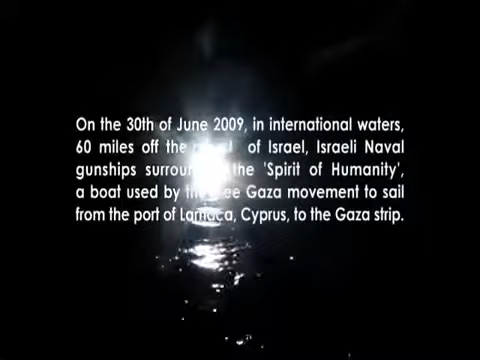 On the 30th of June 2009, in international waters,
60 miles off the of Israel, Israeli Naval
gunships the 'Spirit of Humanity',
a boat used by Gaza movement to sail
from the port of Larnaca, Cyprus, to the Gaza strip.